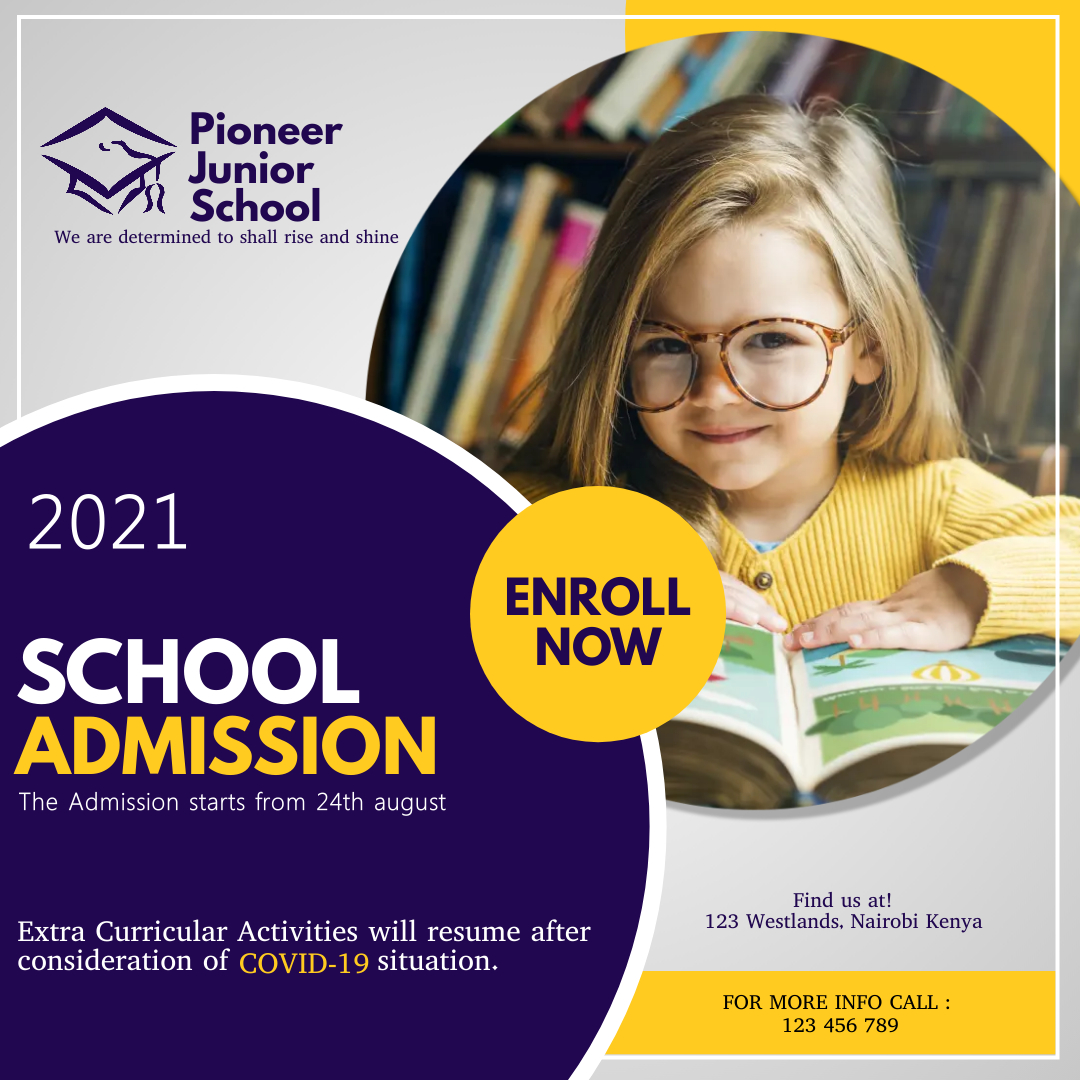 Pioneer
Junior
School
We are determined to shall rise and shine
2021
SCHOOL
ADMISSION
The Admission starts from 24th august
ENROLL
NOW
Extra Curricular Activities will resume after
consideration of COVID-19 situation.
Find us at!
123 Westlands, Nairobi Kenya
FOR MORE INFO CALL :
123 456 789